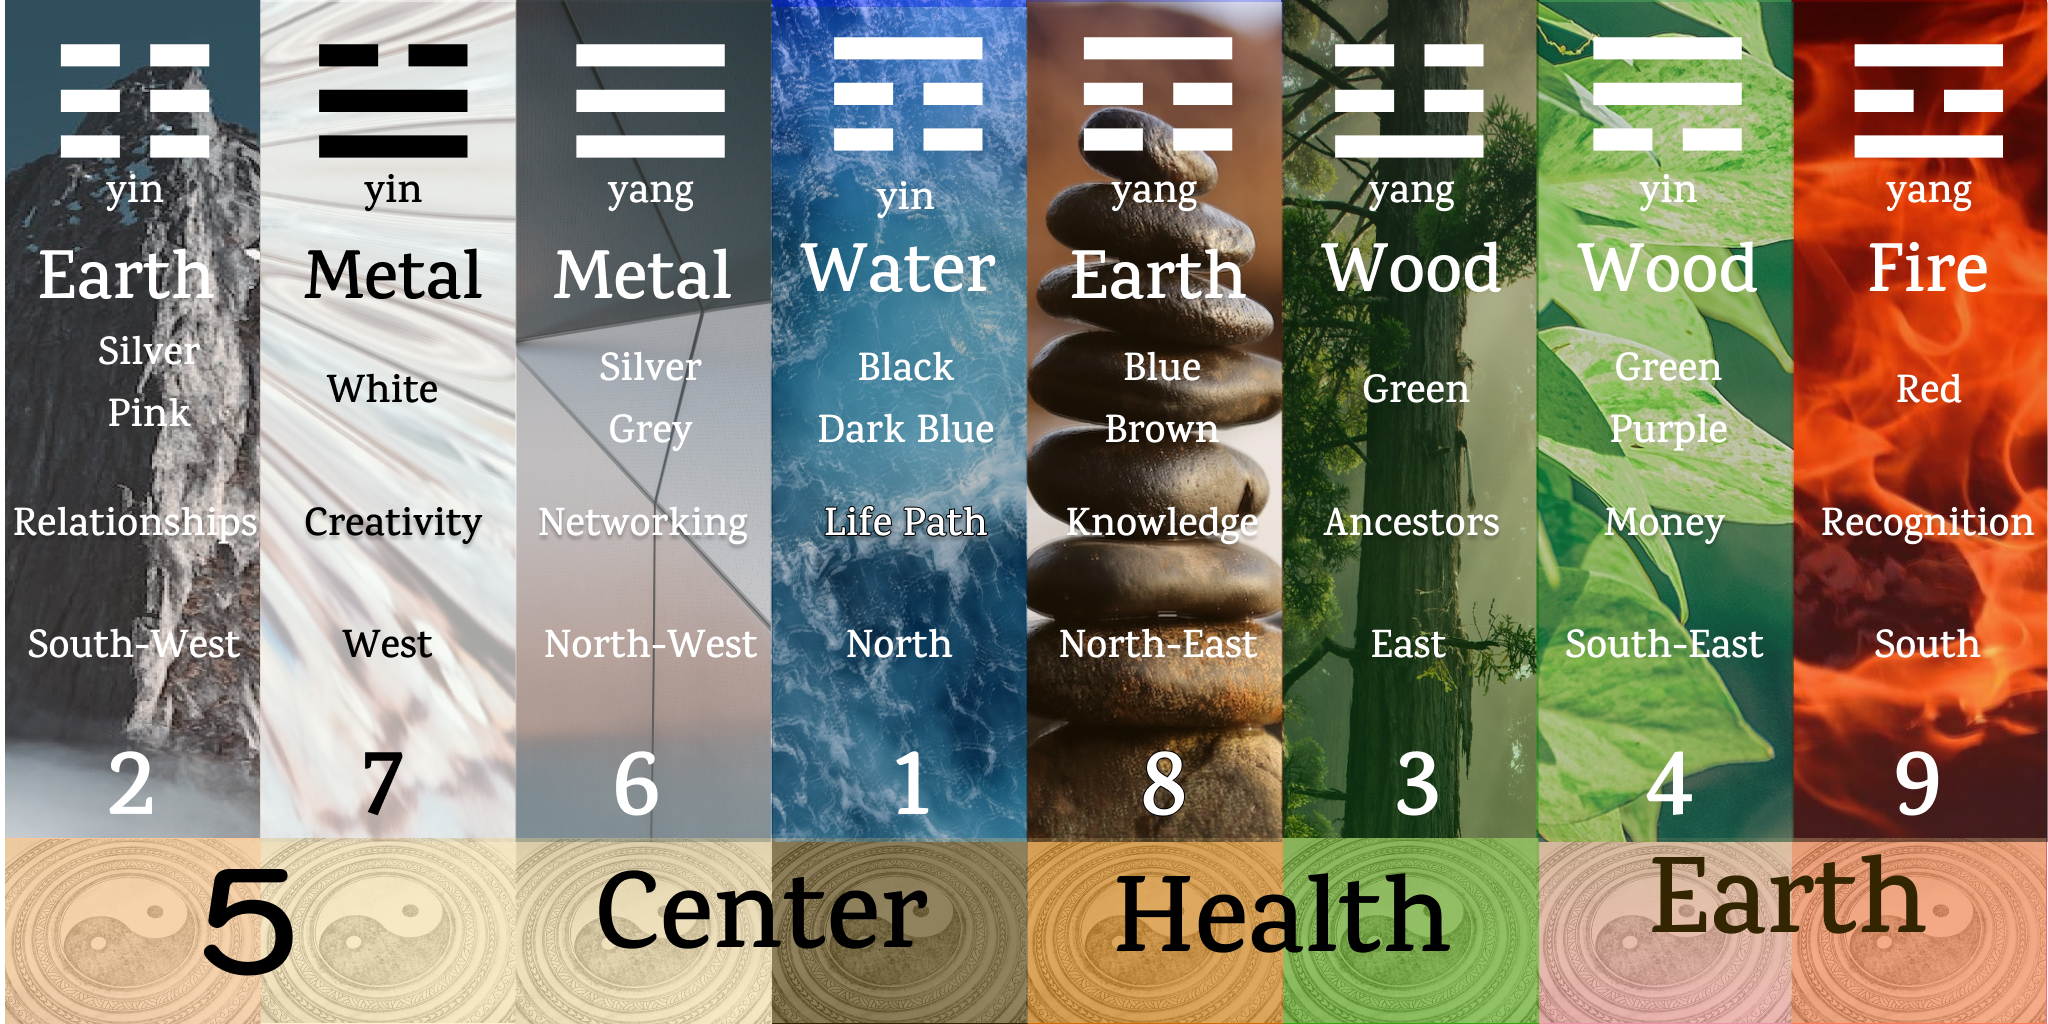 yin
Earth
Silver
Pink
Relationships
South-West
2
yin
Metal
White
Creativity
West
7
yang
Metal
Silver
Grey
Networking
North-West
6
yin
Water
Black
Dark Blue
Life Path
North
1
yang
Earth
Blue
Brown
Knowledge
North-East
8
yang
Wood
Green
Ancestors
East
3
yin
Wood
Green
Purple
Money
South-East
4
yang
Fire
Red
Recognition
South
9
5 Center Health Earth